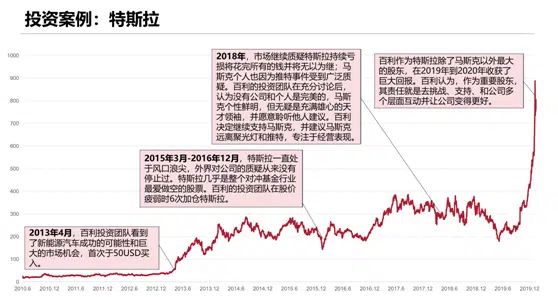 投资案例：特斯拉
2018年，市场继续质疑特斯拉持续亏
损将花完所有的钱并将无以为继；马
斯克个人也因为推特事件受到广泛质
疑。百利的投资团队在充分讨论后，
认为没有公司和个人是完美的，马斯
克个性鲜明，但无疑是充满雄心的天才
领袖，并愿意聆听他人建议。百利
决定继续支持马斯克，并建议马斯克
远离聚光灯和推特，专注于经营表现。
百利作为特斯拉除了马斯克以外最大
的股东，在2019年到2020年收获了
巨大回报。百利认为，作为重要股东，
其责任就是去挑战、支持，和公司多
个层面互动并让公司变得更好。
2015年3月-2016年12月，特斯拉一直处
于风口浪尖，外界对公司的质疑从来没有
停止过。特斯拉几乎是整个对冲基金行业
最爱做空的股票。百利的投资团队在股价
疲弱时6次加仓特斯拉。
2013年4月，百利投资团队看到
了新能源汽车成功的可能性和巨
大的市场机会，首次于50USD买
入。
1000
900
800
700
600
500
400
300
200
100
0
2010.6 2010.12 2011.6 2011.12 2012.6 2012.12 2013.6 2013.12 2014.6 2014.12 2015.6 2015.12 2016.6 2016.12 2017.6 2017.12 2018.6 2018.12 2019.6 2019.12